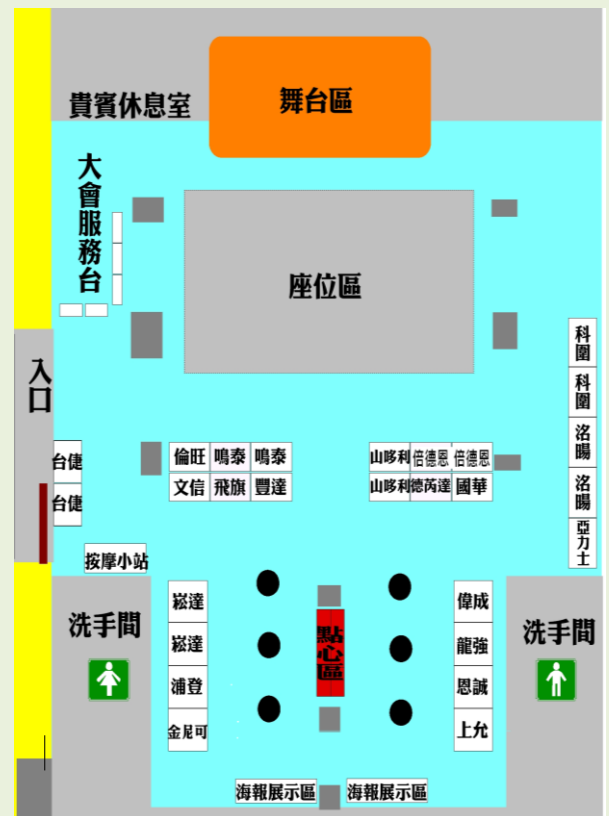 貴賓休息室
舞台區
大會服務台
座位區
入口
科園
科園
洺暘
洺暘
亞力士
台倢
台倢
倫旺 鳴泰 鳴泰
文信 飛旗 豐達
山哆利 倍德恩 倍德恩
山哆利 德芮達 國華
按摩小站
洗手間
崧達
崧達
浦登
金尼可
點心區
偉成
龍強
恩誠
上允
洗手間
海報展示區
海報展示區